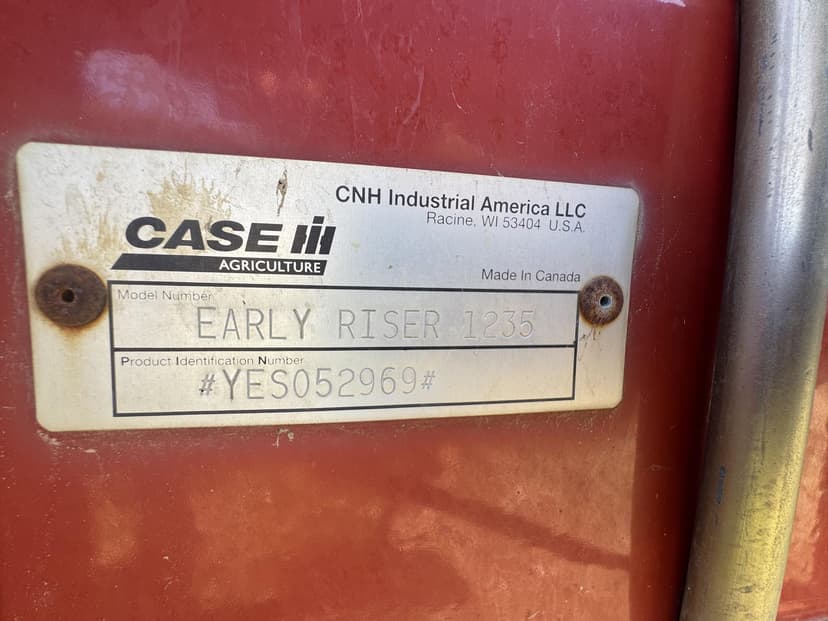 CNH Industrial America LLC
Racine, WI 53404 U.S.A.
CASE IH
AGRICULTURE
Made In Canada
Model Number
EARLY RISER 1235
Product Identification Number
#YES052969#